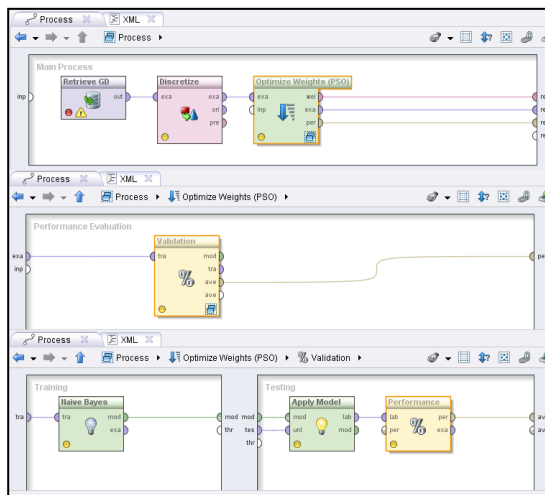 Process XML
Process
Main Process
Retrieve GD Discretize Optimize Weights (PSO)
inp out exa exa exa wei
ori inp exa
pre per
Process XML
Process Optimize Weights (PSO)
Performance Evaluation
Validation
exa tra mod pe
inp tra
ave
ave
Process XML
Process Optimize Weights (PSO) Validation
Training Testing
Naive Bayes Apply Model Performance
tra tra mod mod mod mod lab lab per av
exa thr tes unl mod per exa av
thr